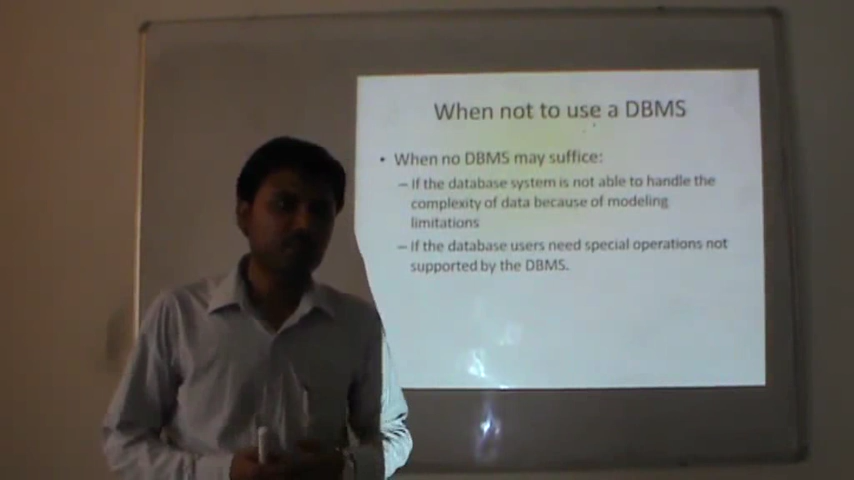 When not to use a DBMS
• When no DBMS may suffice:
– If the database system is not able to handle the
complexity of data because of modeling
limitations
– If the database users need special operations not
supported by the DBMS.